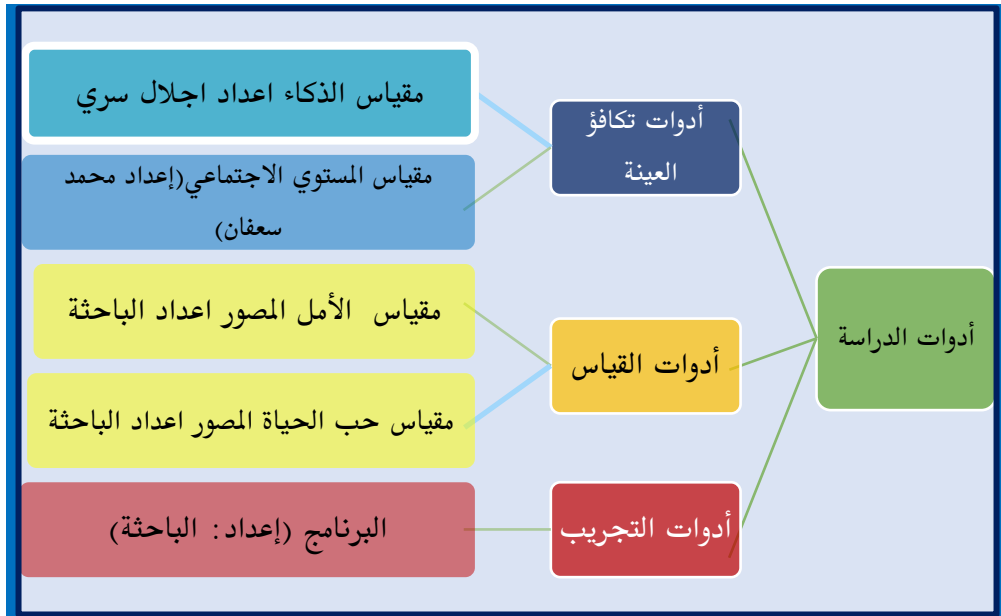 أدوات الدراسة
أدوات تكافؤ
العينة
مقياس الذكاء اعداد اجلال سري
مقياس المستوي الاجتماعي(إعداد محمد
سعفان)
أدوات القياس
مقياس الأمل المصور اعداد الباحثة
مقياس حب الحياة المصور اعداد الباحثة
أدوات التجريب
البرنامج (إعداد: الباحثة)